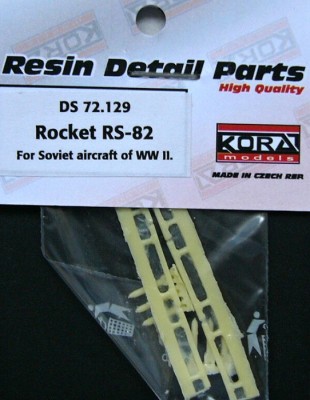 Resin Detail Parts
High Quality
DS 72.129
Rocket RS-82
For Soviet aircraft of WW II.
KORA
models
MADE IN CZECH REP.